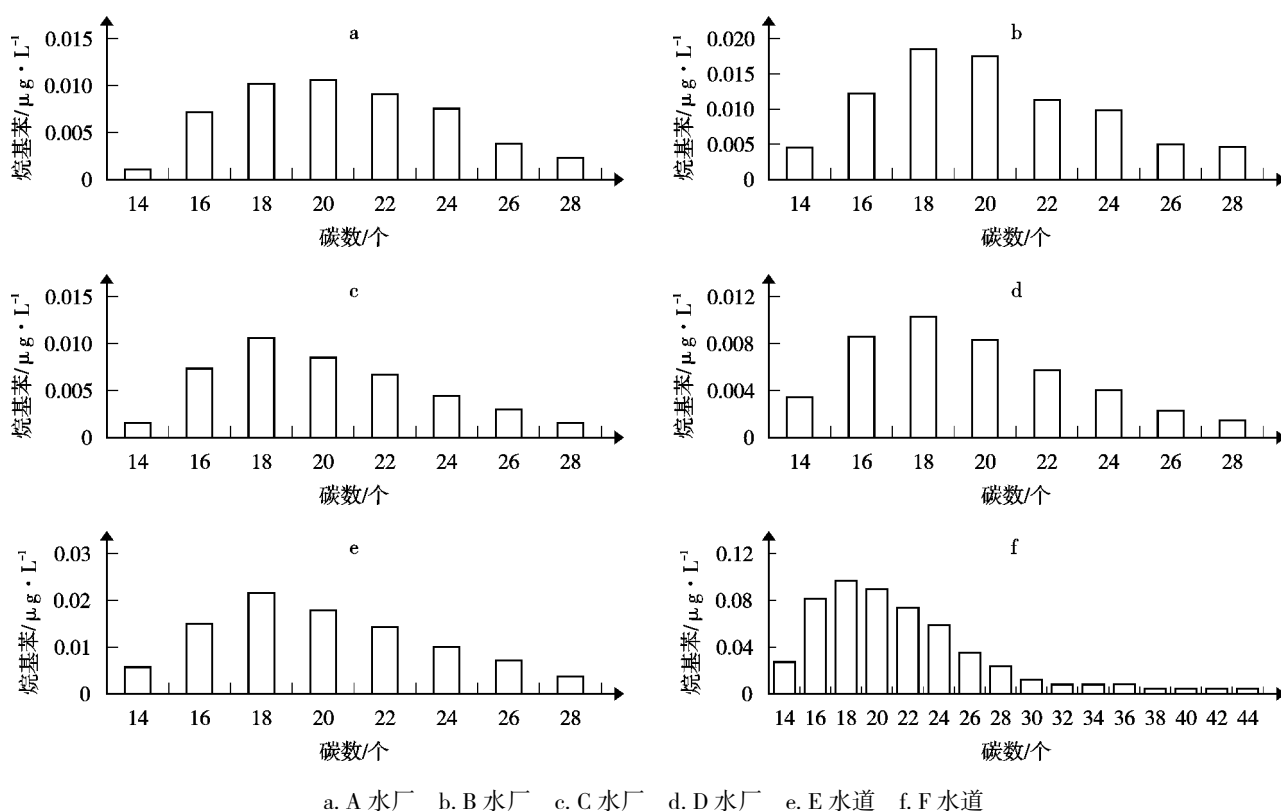 a
烷基苯/μg·L⁻¹
0.015
0.010
0.005
0
14 16 18 20 22 24 26 28
碳数/个
b
烷基苯/μg·L⁻¹
0.020
0.015
0.010
0.005
0
14 16 18 20 22 24 26 28
碳数/个
c
烷基苯/μg·L⁻¹
0.015
0.010
0.005
0
14 16 18 20 22 24 26 28
碳数/个
d
烷基苯/μg·L⁻¹
0.012
0.008
0.004
0
14 16 18 20 22 24 26 28
碳数/个
e
烷基苯/μg·L⁻¹
0.03
0.02
0.01
0
14 16 18 20 22 24 26 28
碳数/个
f
烷基苯/μg·L⁻¹
0.12
0.08
0.04
0
14 16 18 20 22 24 26 28 30 32 34 36 38 40 42 44
碳数/个
a. A 水厂 b. B 水厂 c. C 水厂 d. D 水厂 e. E 水道 f. F 水道